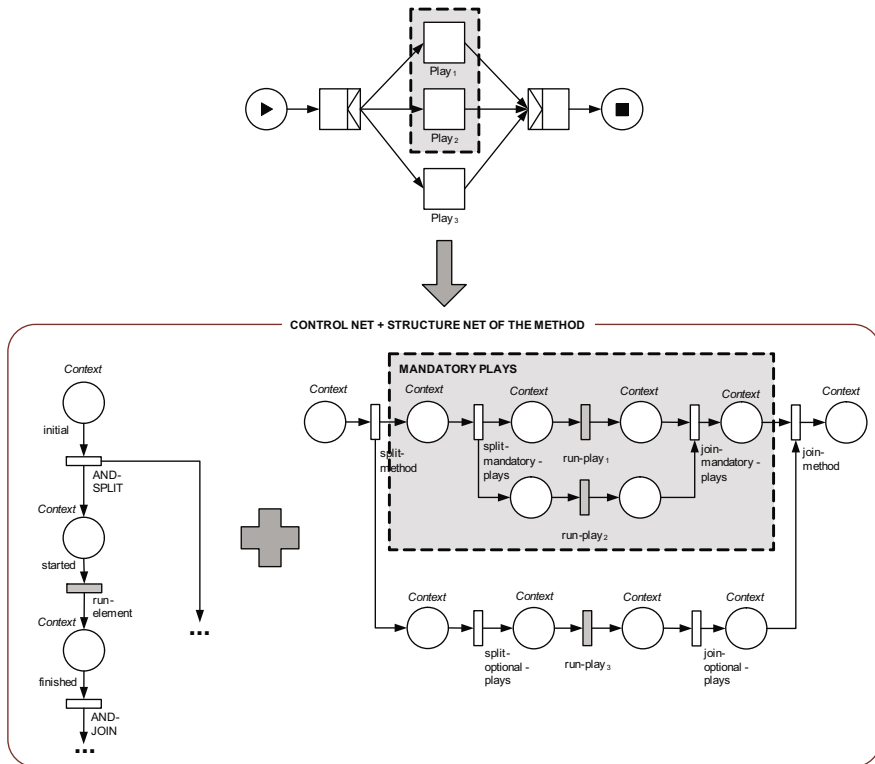 Play1
Play2
Play3
CONTROL NET + STRUCTURE NET OF THE METHOD
Context
initial
AND-
SPLIT
Context
started
run-
element
Context
finished
AND-
JOIN
...
...
MANDATORY PLAYS
Context
Context
Context
Context
Context
Context
split-
method
split-
mandatory -
plays
run-play1
join-
mandatory -
plays
join-
method
run-play2
Context
Context
Context
Context
split-
optional -
plays
run-play3
join-
optional -
plays